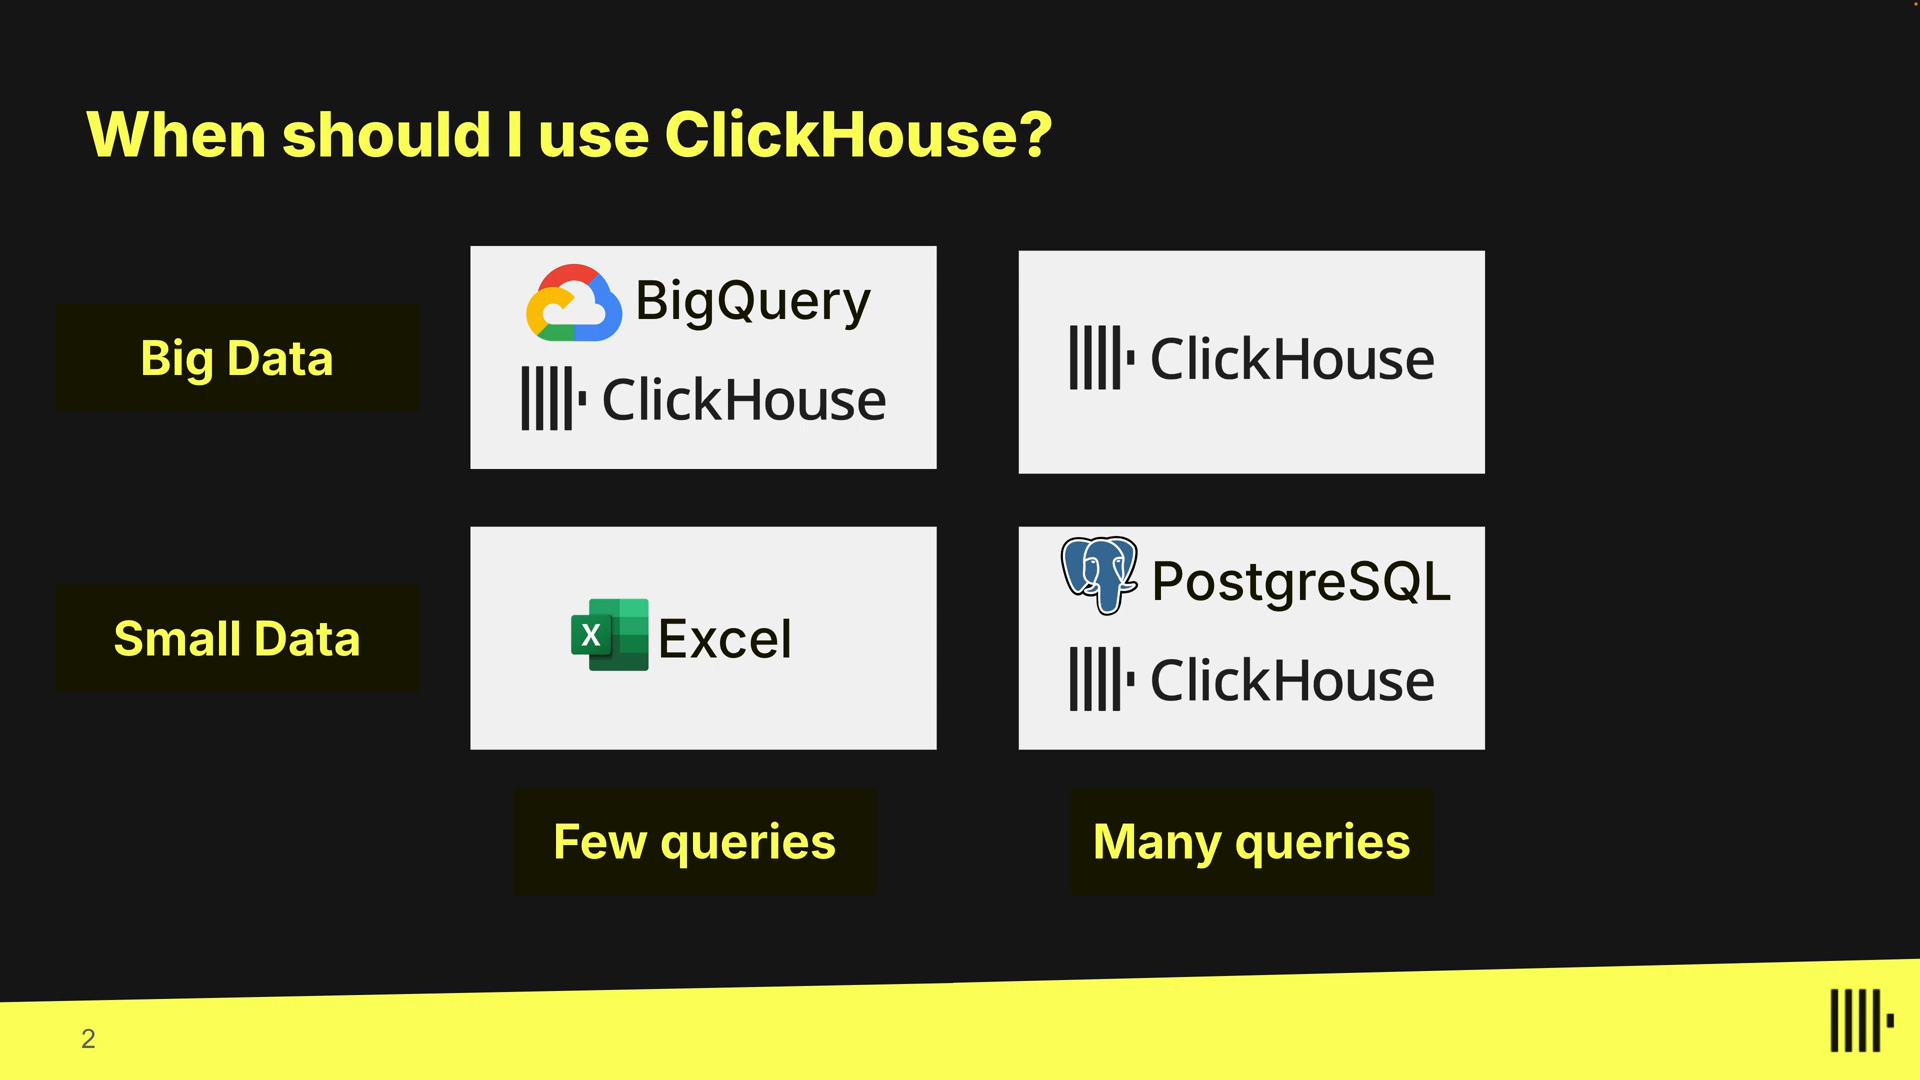 When should I use ClickHouse?
Big Data
BigQuery
ClickHouse
ClickHouse
Small Data
X Excel
PostgreSQL
ClickHouse
Few queries
Many queries
2